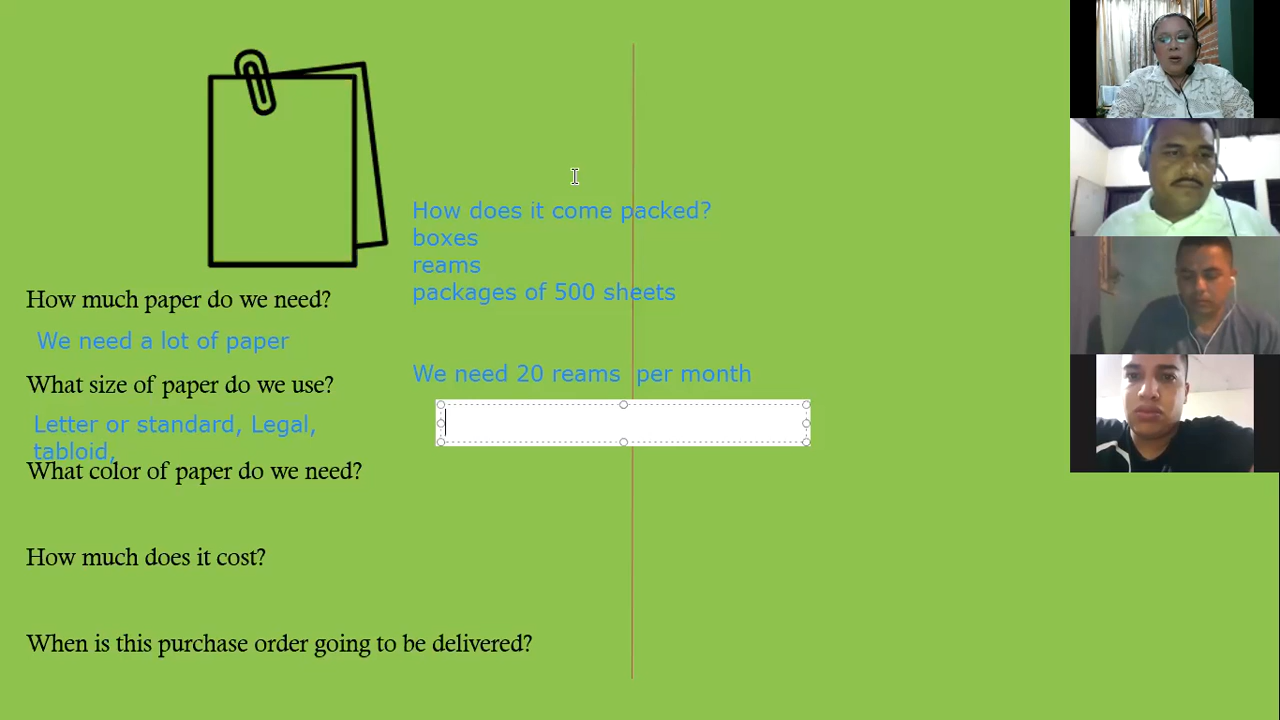 How does it come packed?
boxes
reams
packages of 500 sheets
How much paper do we need?
We need a lot of paper
We need 20 reams  per month
What size of paper do we use?
Letter or standard, Legal,
tabloid,
What color of paper do we need?
How much does it cost?
When is this purchase order going to be delivered?